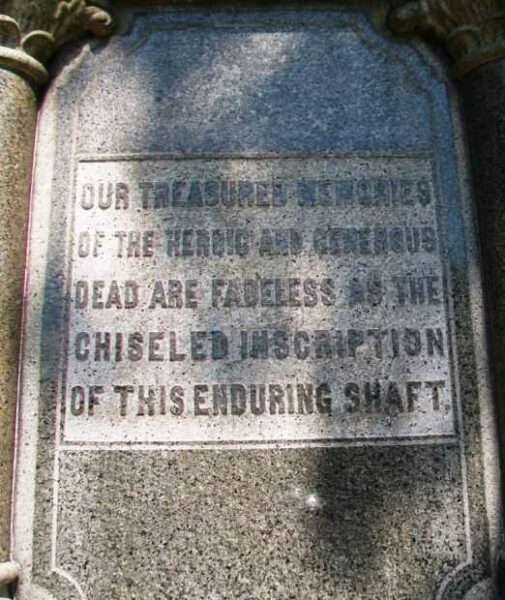 OUR TREASURED MEMORIES
OF THE HEROIC AND GENEROUS
DEAD ARE FADELESS AS THE
CHISELED INSCRIPTION
OF THIS ENDURING SHAFT.